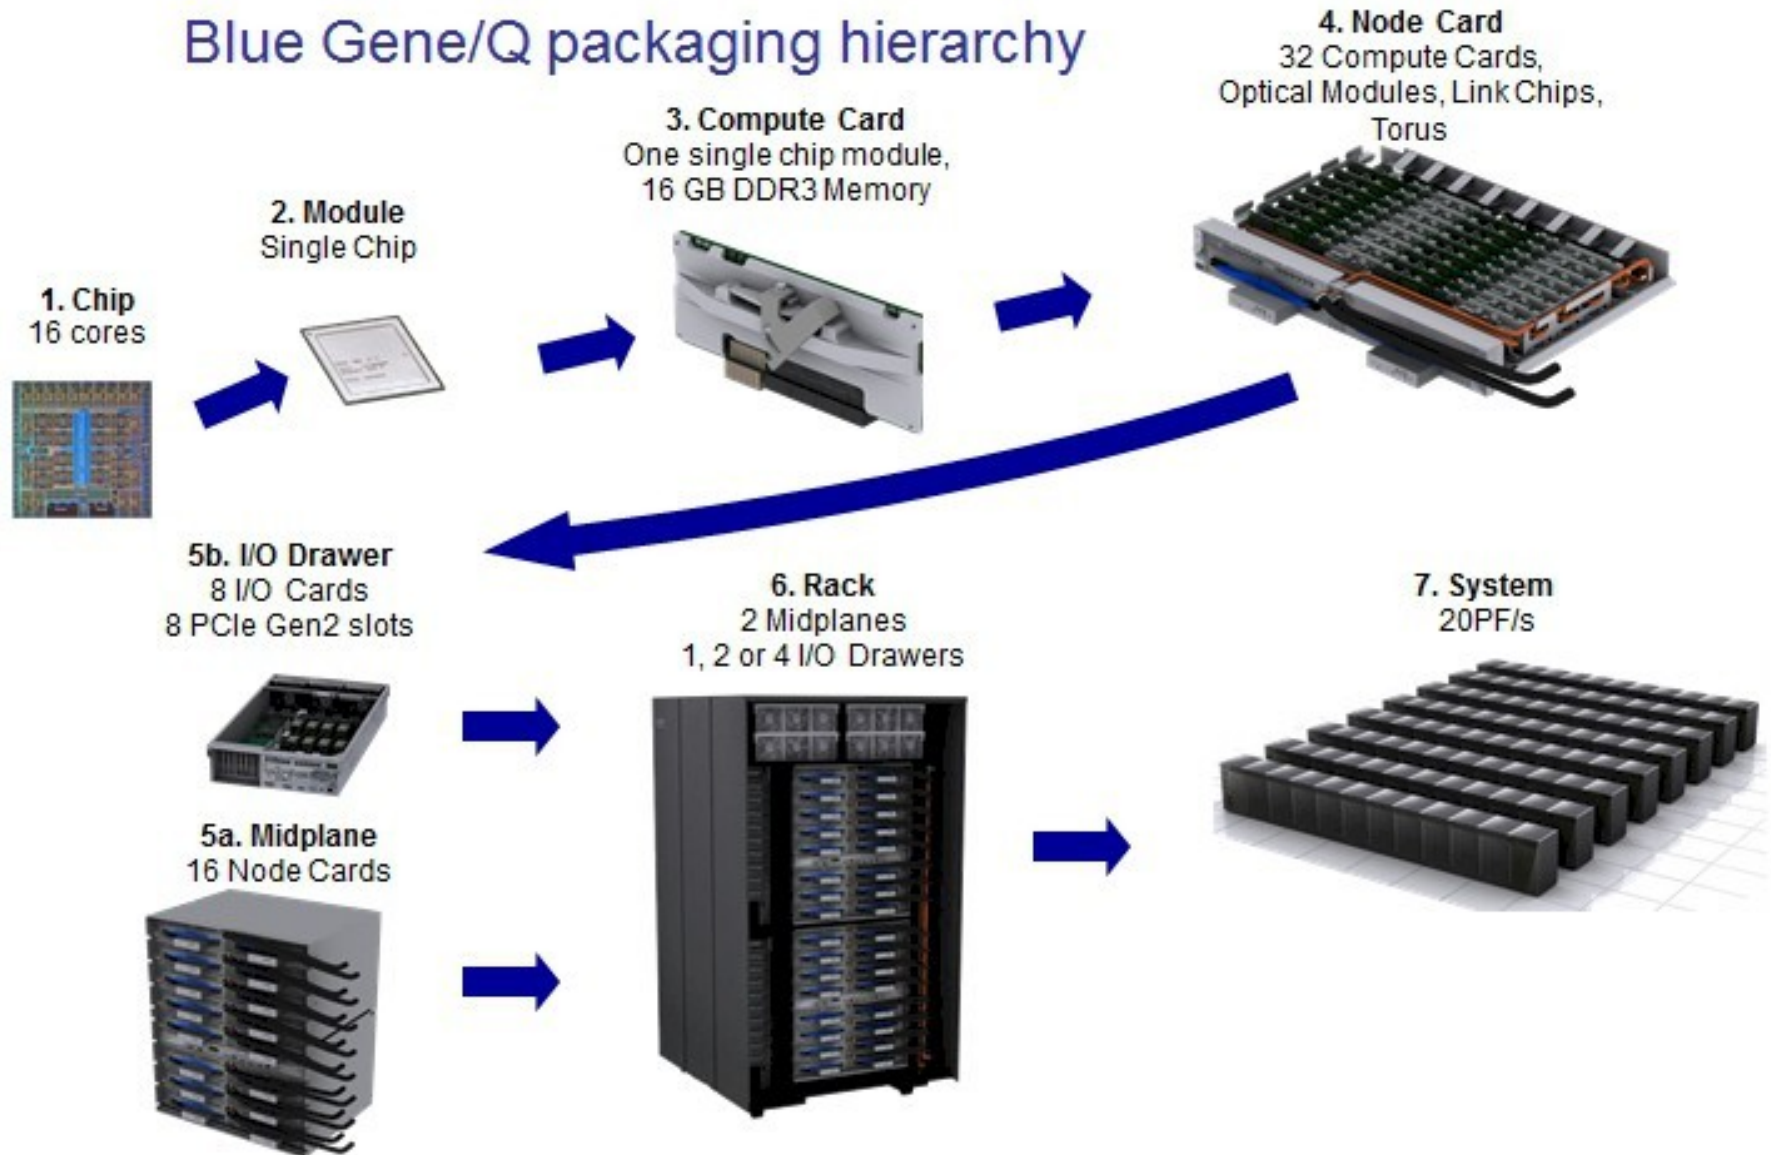 Blue Gene/Q packaging hierarchy
1. Chip
16 cores
2. Module
Single Chip
3. Compute Card
One single chip module,
16 GB DDR3 Memory
4. Node Card
32 Compute Cards,
Optical Modules, Link Chips,
Torus
5b. I/O Drawer
8 I/O Cards
8 PCIe Gen2 slots
5a. Midplane
16 Node Cards
6. Rack
2 Midplanes
1, 2 or 4 I/O Drawers
7. System
20PF/s